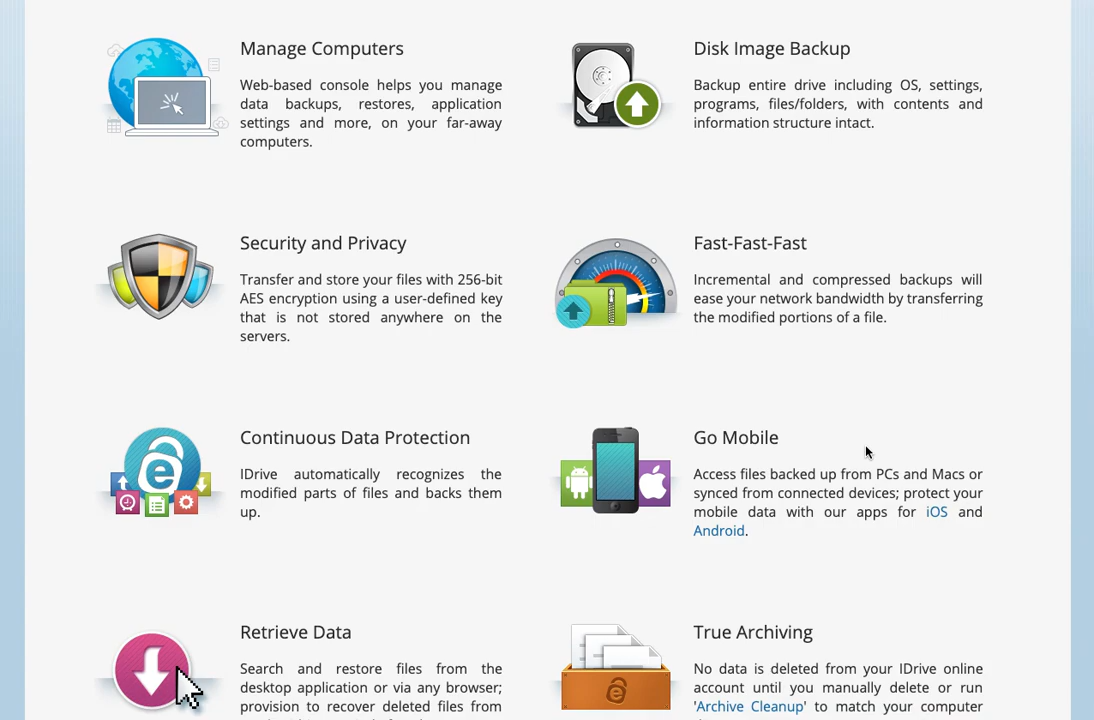 Manage Computers
Web-based console helps you manage
data backups, restores, application
settings and more, on your far-away
computers.
Disk Image Backup
Backup entire drive including OS, settings,
programs, files/folders, with contents and
information structure intact.
Security and Privacy
Transfer and store your files with 256-bit
AES encryption using a user-defined key
that is not stored anywhere on the
servers.
Fast-Fast-Fast
Incremental and compressed backups will
ease your network bandwidth by transferring
the modified portions of a file.
Continuous Data Protection
IDrive automatically recognizes the
modified parts of files and backs them
up.
Go Mobile
Access files backed up from PCs and Macs or
synced from connected devices; protect your
mobile data with our apps for iOS and
Android.
Retrieve Data
Search and restore files from the
desktop application or via any browser;
provision to recover deleted files from
True Archiving
No data is deleted from your IDrive online
account until you manually delete or run
'Archive Cleanup' to match your computer